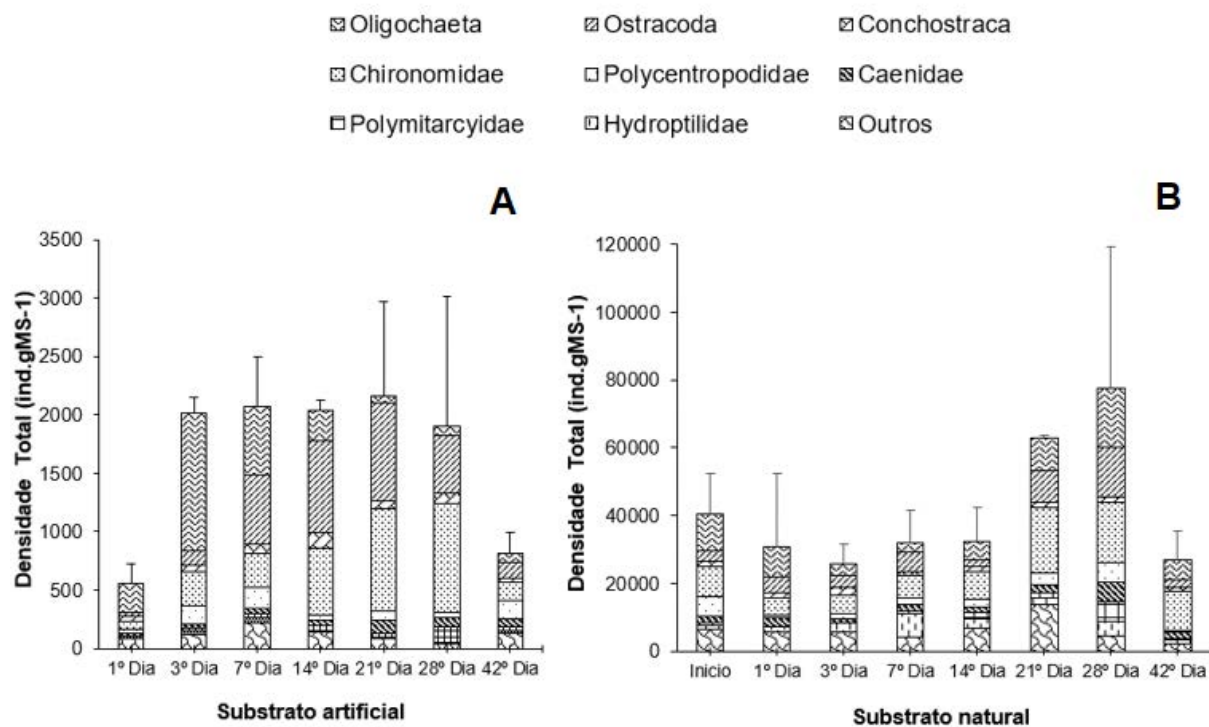 Oligochaeta Ostracoda Conchostraca
Chironomidae Polycentropodidae Caenidae
Polymitarcyidae Hydroptilidae Outros
A
3500
3000
2500
2000
1500
1000
500
0
Densidade Total (ind.gMS-1)
1º Dia 3º Dia 7º Dia 14º Dia 21º Dia 28º Dia 42º Dia
Substrato artificial
B
120000
100000
80000
60000
40000
20000
0
Densidade Total (ind.gMS-1)
Inicio 1º Dia 3º Dia 7º Dia 14º Dia 21º Dia 28º Dia 42º Dia
Substrato natural